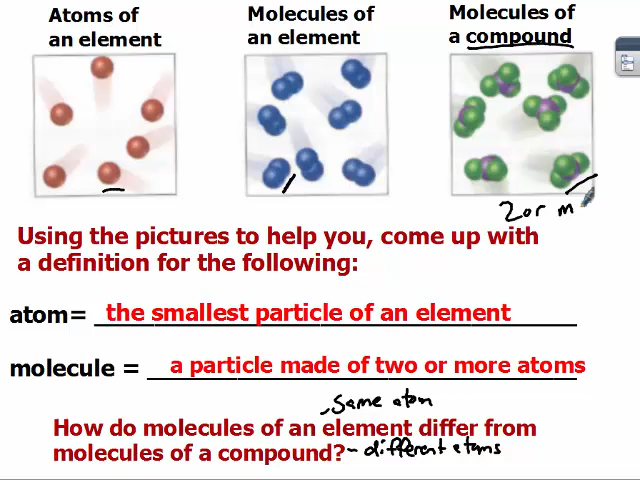 Atoms of
an element
Molecules of
an element
Molecules of
a compound
2 or m
Using the pictures to help you, come up with
a definition for the following:
atom= the smallest particle of an element
molecule = a particle made of two or more atoms
same atom
How do molecules of an element differ from
molecules of a compound? - different atoms